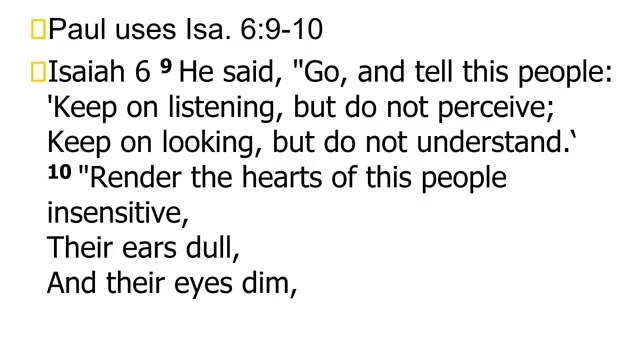 Paul uses Isa. 6:9-10
Isaiah 6 9 He said, "Go, and tell this people:
'Keep on listening, but do not perceive;
Keep on looking, but do not understand.‘
10 "Render the hearts of this people
insensitive,
Their ears dull,
And their eyes dim,